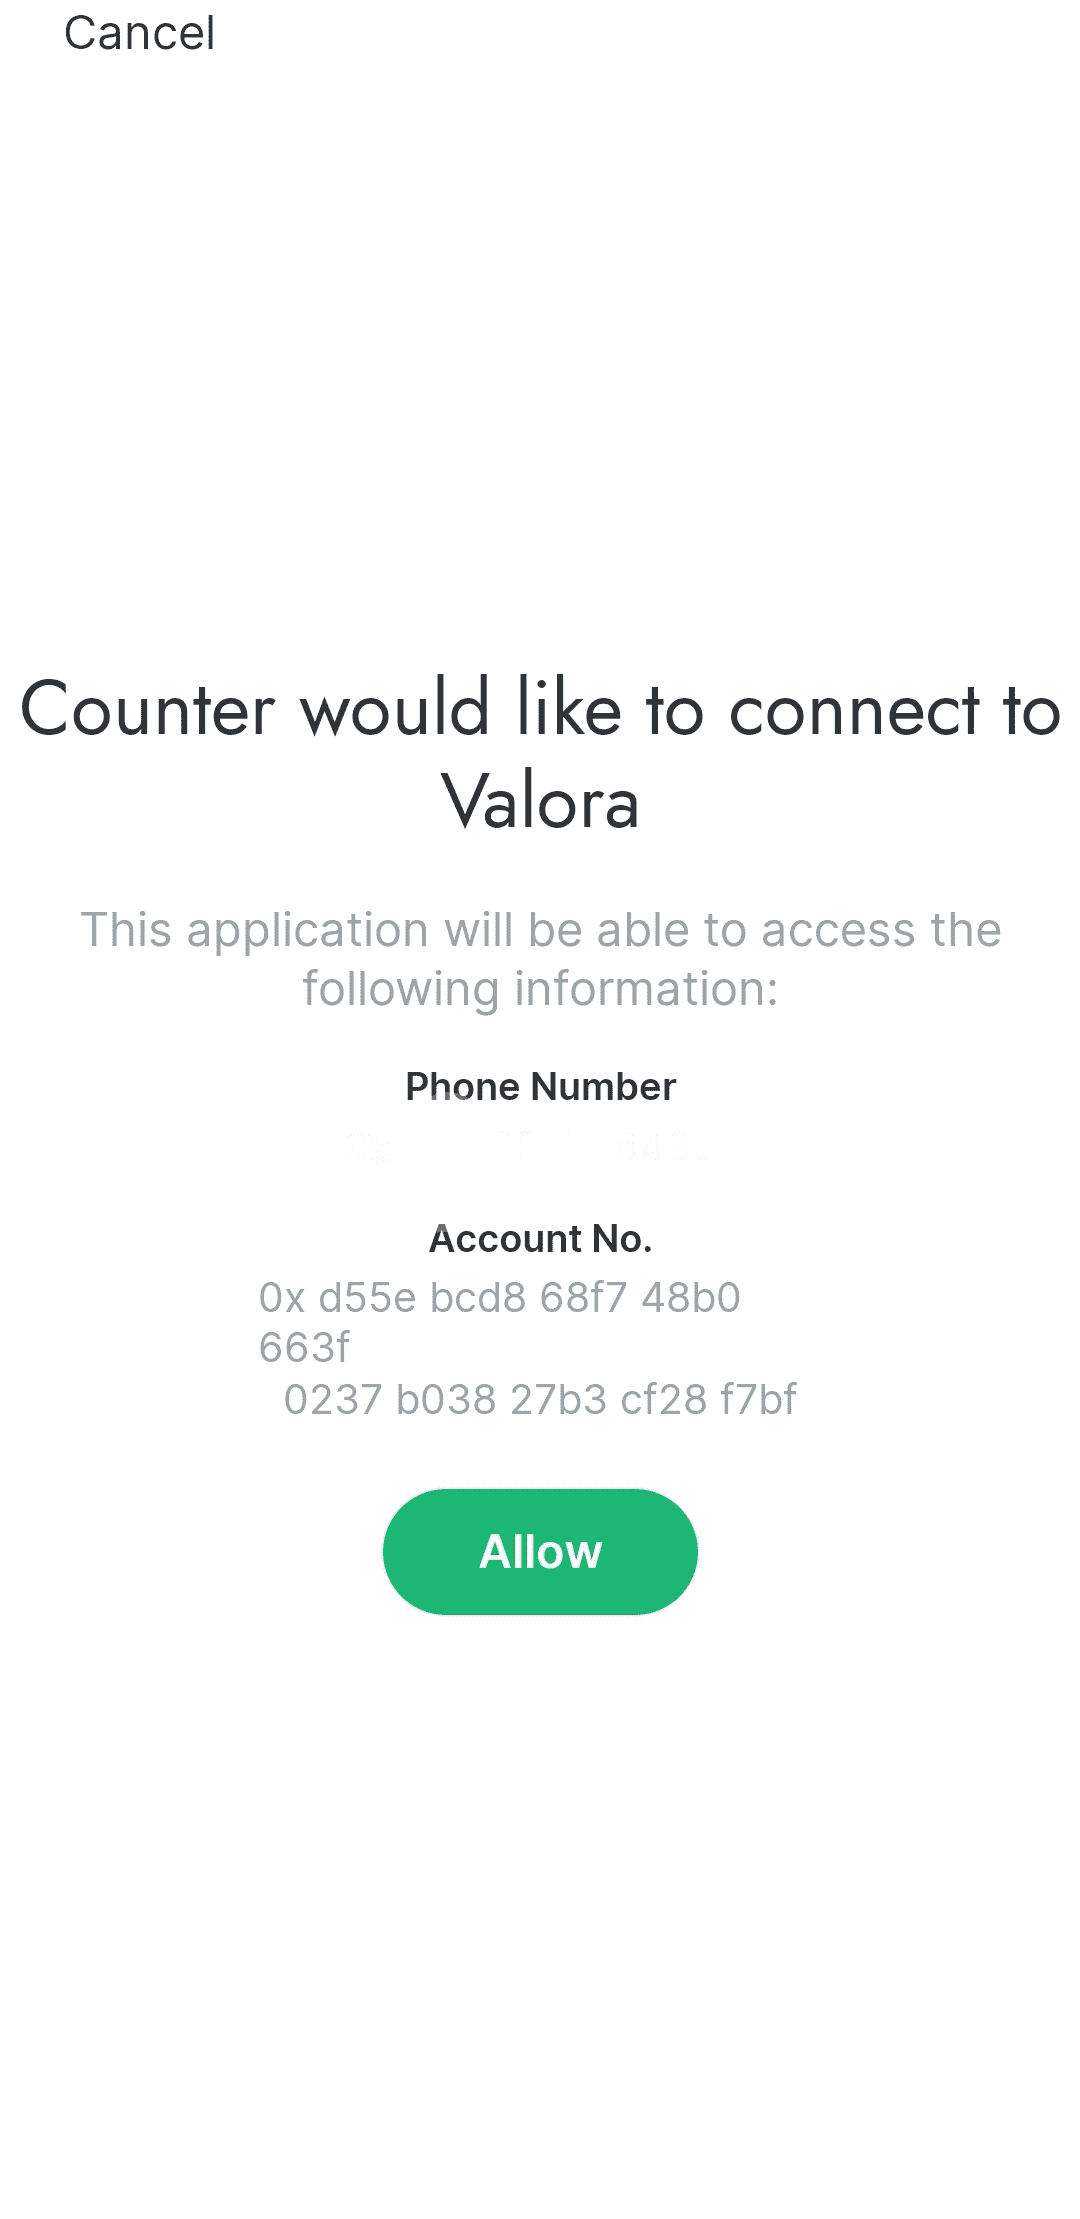 Cancel
Counter would like to connect to
Valora
This application will be able to access the
following information:
Phone Number
Account No.
0x d55e bcd8 68f7 48b0
663f
0237 b038 27b3 cf28 f7bf
Allow